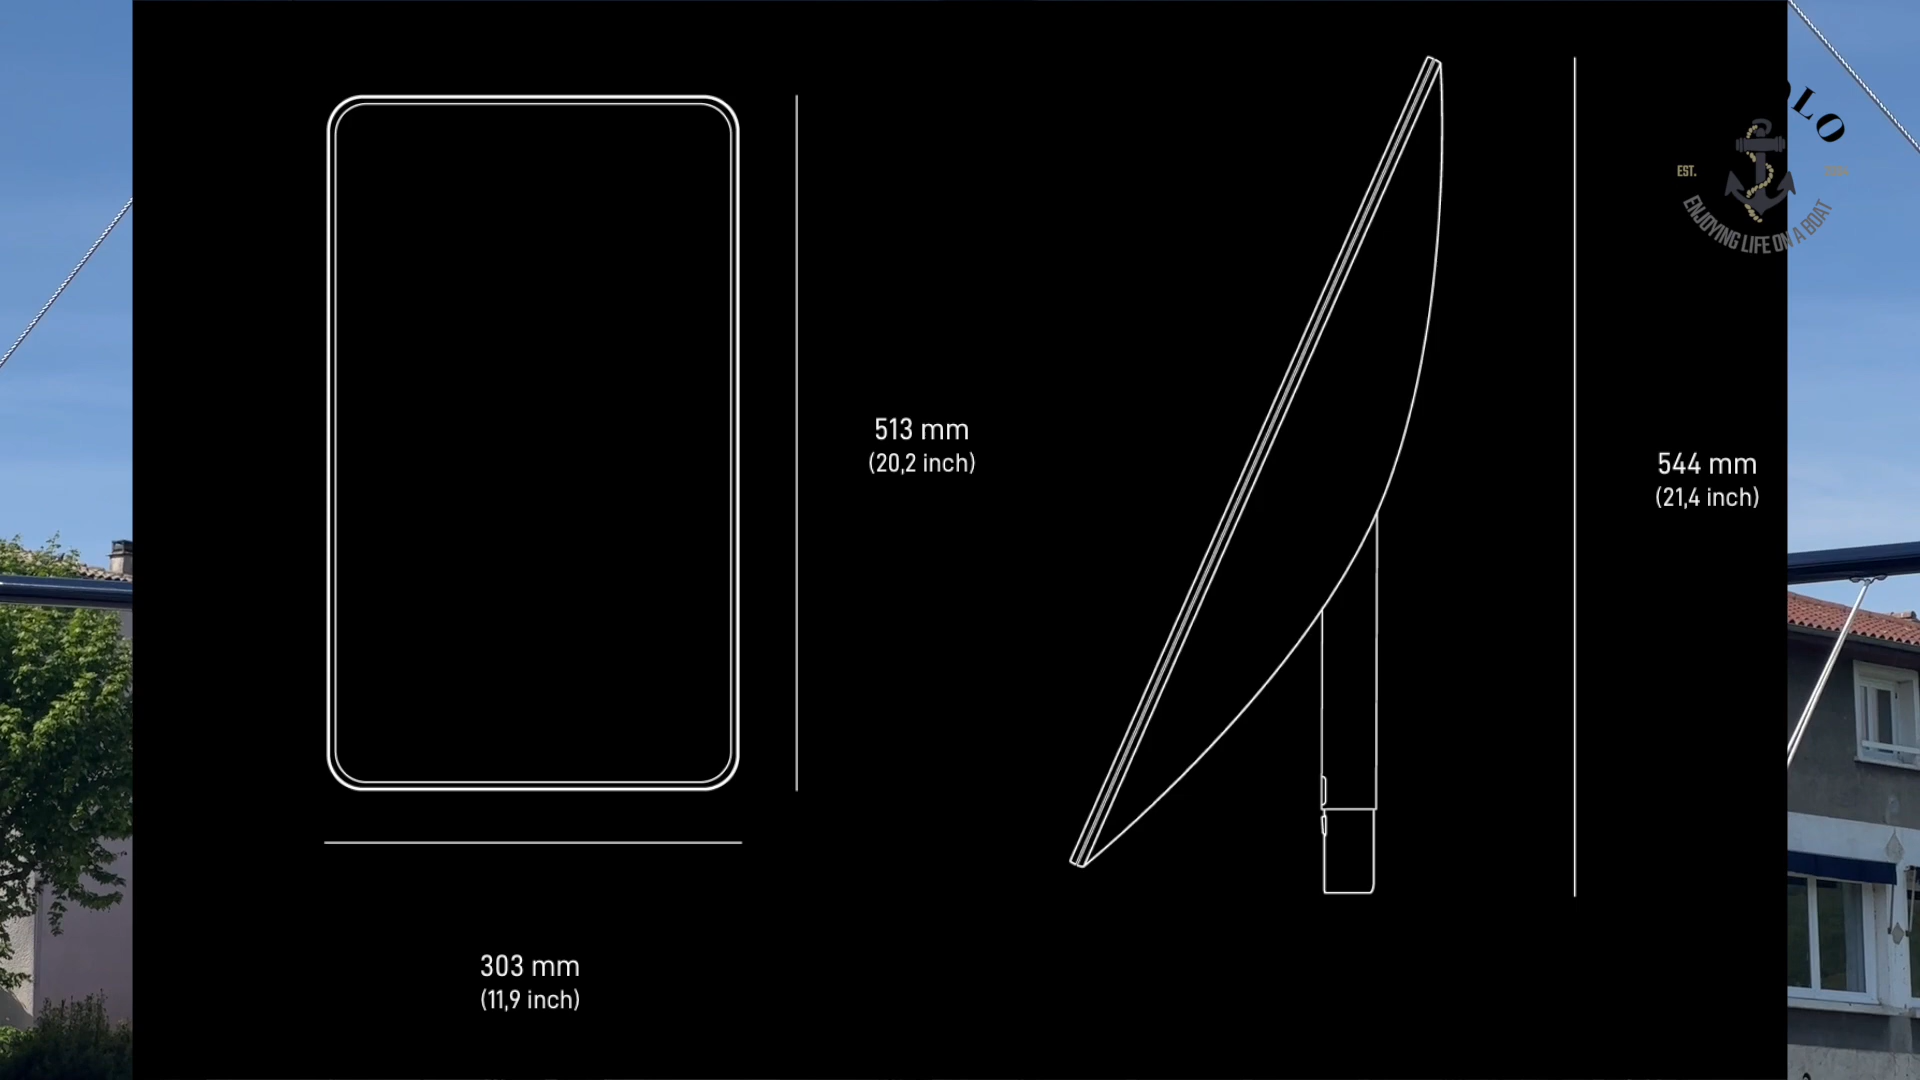 513 mm
(20,2 inch)
544 mm
(21,4 inch)
303 mm
(11,9 inch)
EST.
ENJOYING LIFE ON A BOAT